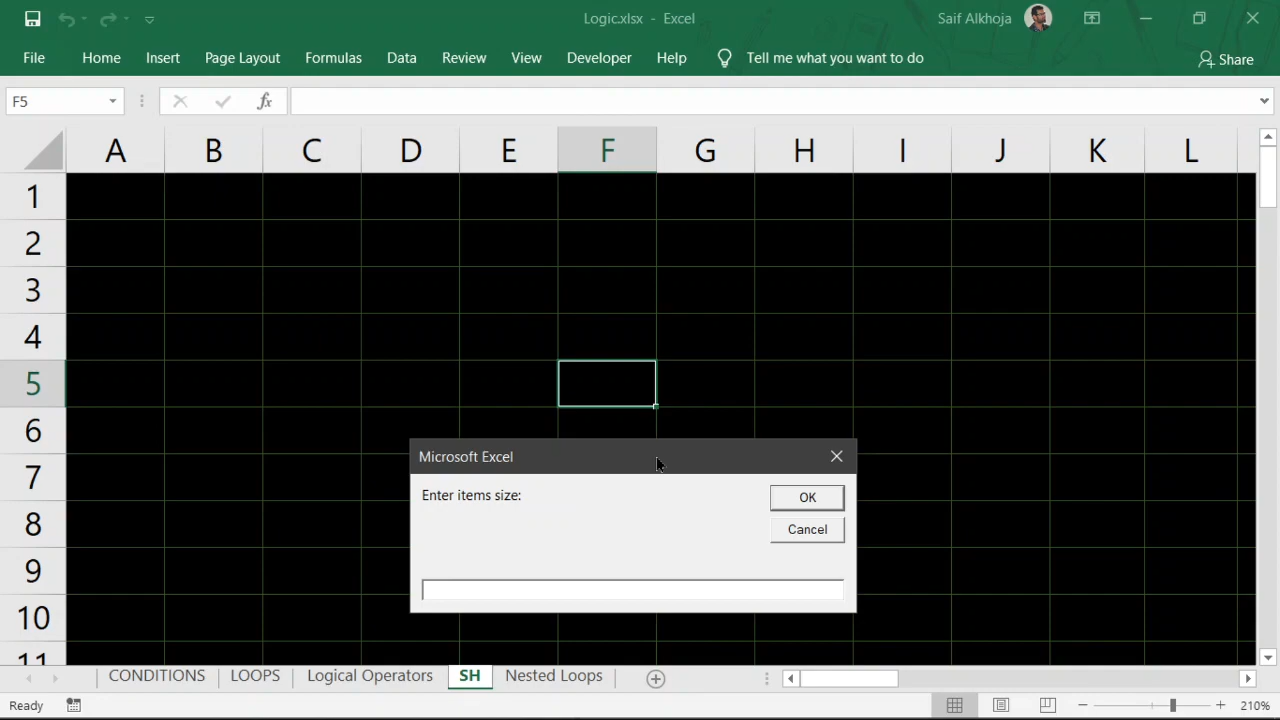 Logic.xlsx - Excel
Saif Alkhoja
File Home Insert Page Layout Formulas Data Review View Developer Help Tell me what you want to do Share
F5 fx
A B C D E F G H I J K L
1
2
3
4
5
6
7
8
9
10
11
Microsoft Excel
Enter items size:
OK
Cancel
CONDITIONS LOOPS Logical Operators SH Nested Loops
Ready 210%